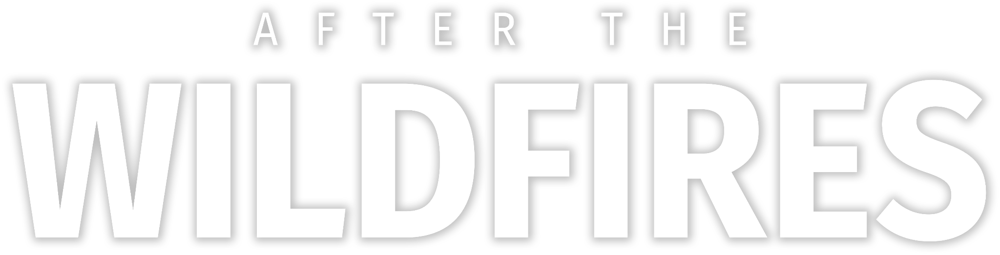 AFTER THE
WILDFIRES